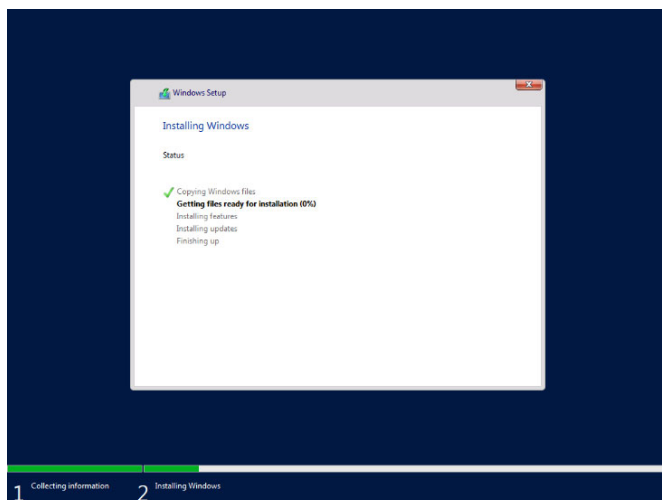 Windows Setup
Installing Windows
Status
Copying Windows files
Getting files ready for installation (0%)
Installing features
Installing updates
Finishing up
1 Collecting information
2 Installing Windows